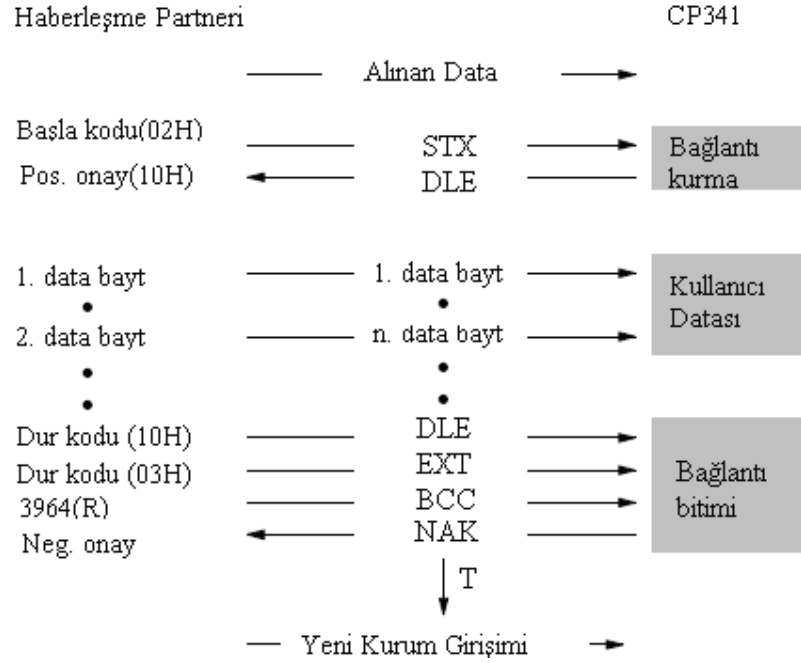 Haberleşme Partneri CP341
Alınan Data
Başla kodu(02H) STX Bağlantı
Pos. onay(10H) DLE kurma
1. data bayt 1. data bayt Kullanıcı
2. data bayt n. data bayt Datası
Dur kodu (10H) DLE
Dur kodu (03H) EXT Bağlantı
3964(R) BCC bitimi
Neg. onay NAK
T
Yeni Kurum Girişimi